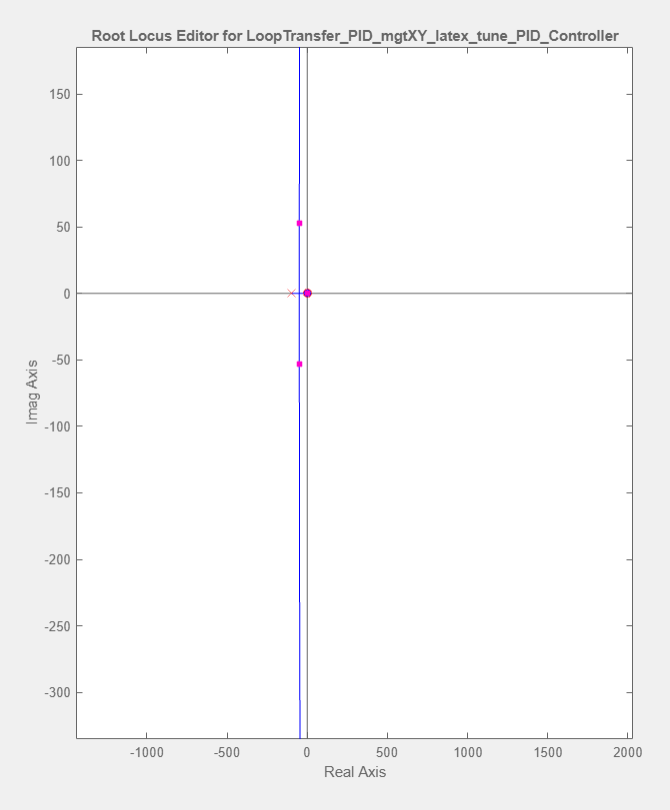 Root Locus Editor for LoopTransfer_PID_mgtXY_latex_tune_PID_Controller
150
100
50
0
-50
-100
-150
-200
-250
-300
Imag Axis
-1000 -500 0 500 1000 1500 2000
Real Axis